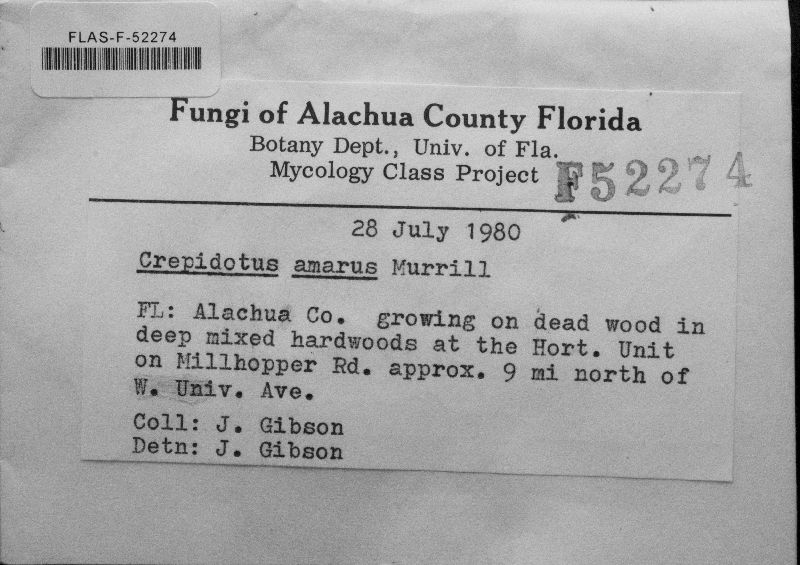 FLAS-F-52274
Fungi of Alachua County Florida
Botany Dept., Univ. of Fla.
Mycology Class Project
F52274
28 July 1980
Crepidotus amarus Murrill
FL: Alachua Co. growing on dead wood in
deep mixed hardwoods at the Hort. Unit
on Millhopper Rd. approx. 9 mi north of
W. Univ. Ave.
Coll: J. Gibson
Detn: J. Gibson